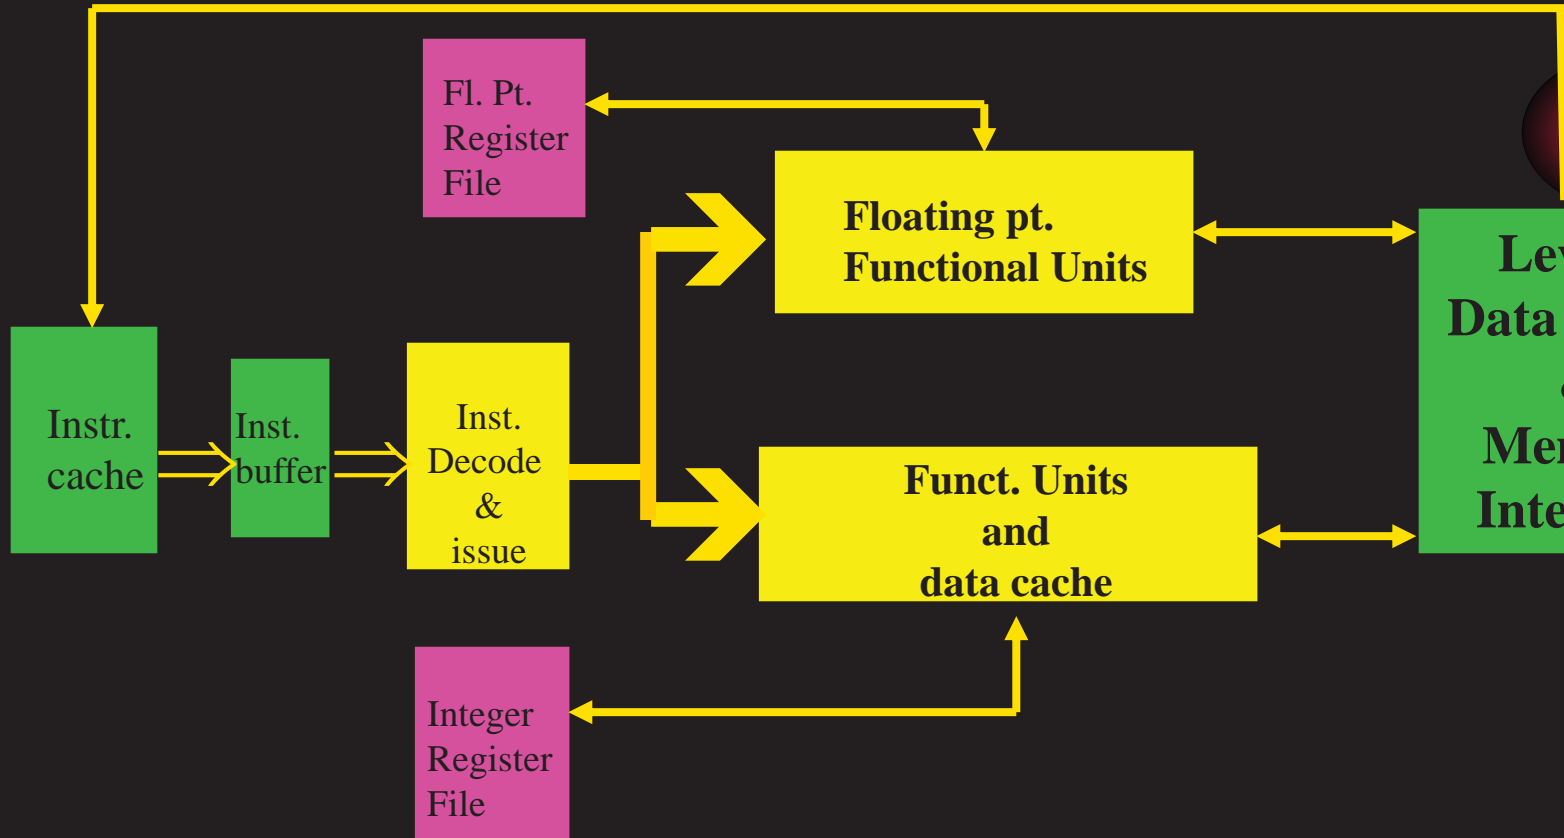 Fl. Pt.
Register
File
Floating pt.
Functional Units
Instr.
cache
Inst.
buffer
Inst.
Decode
&
issue
Funct. Units
and
data cache
Integer
Register
File
Data